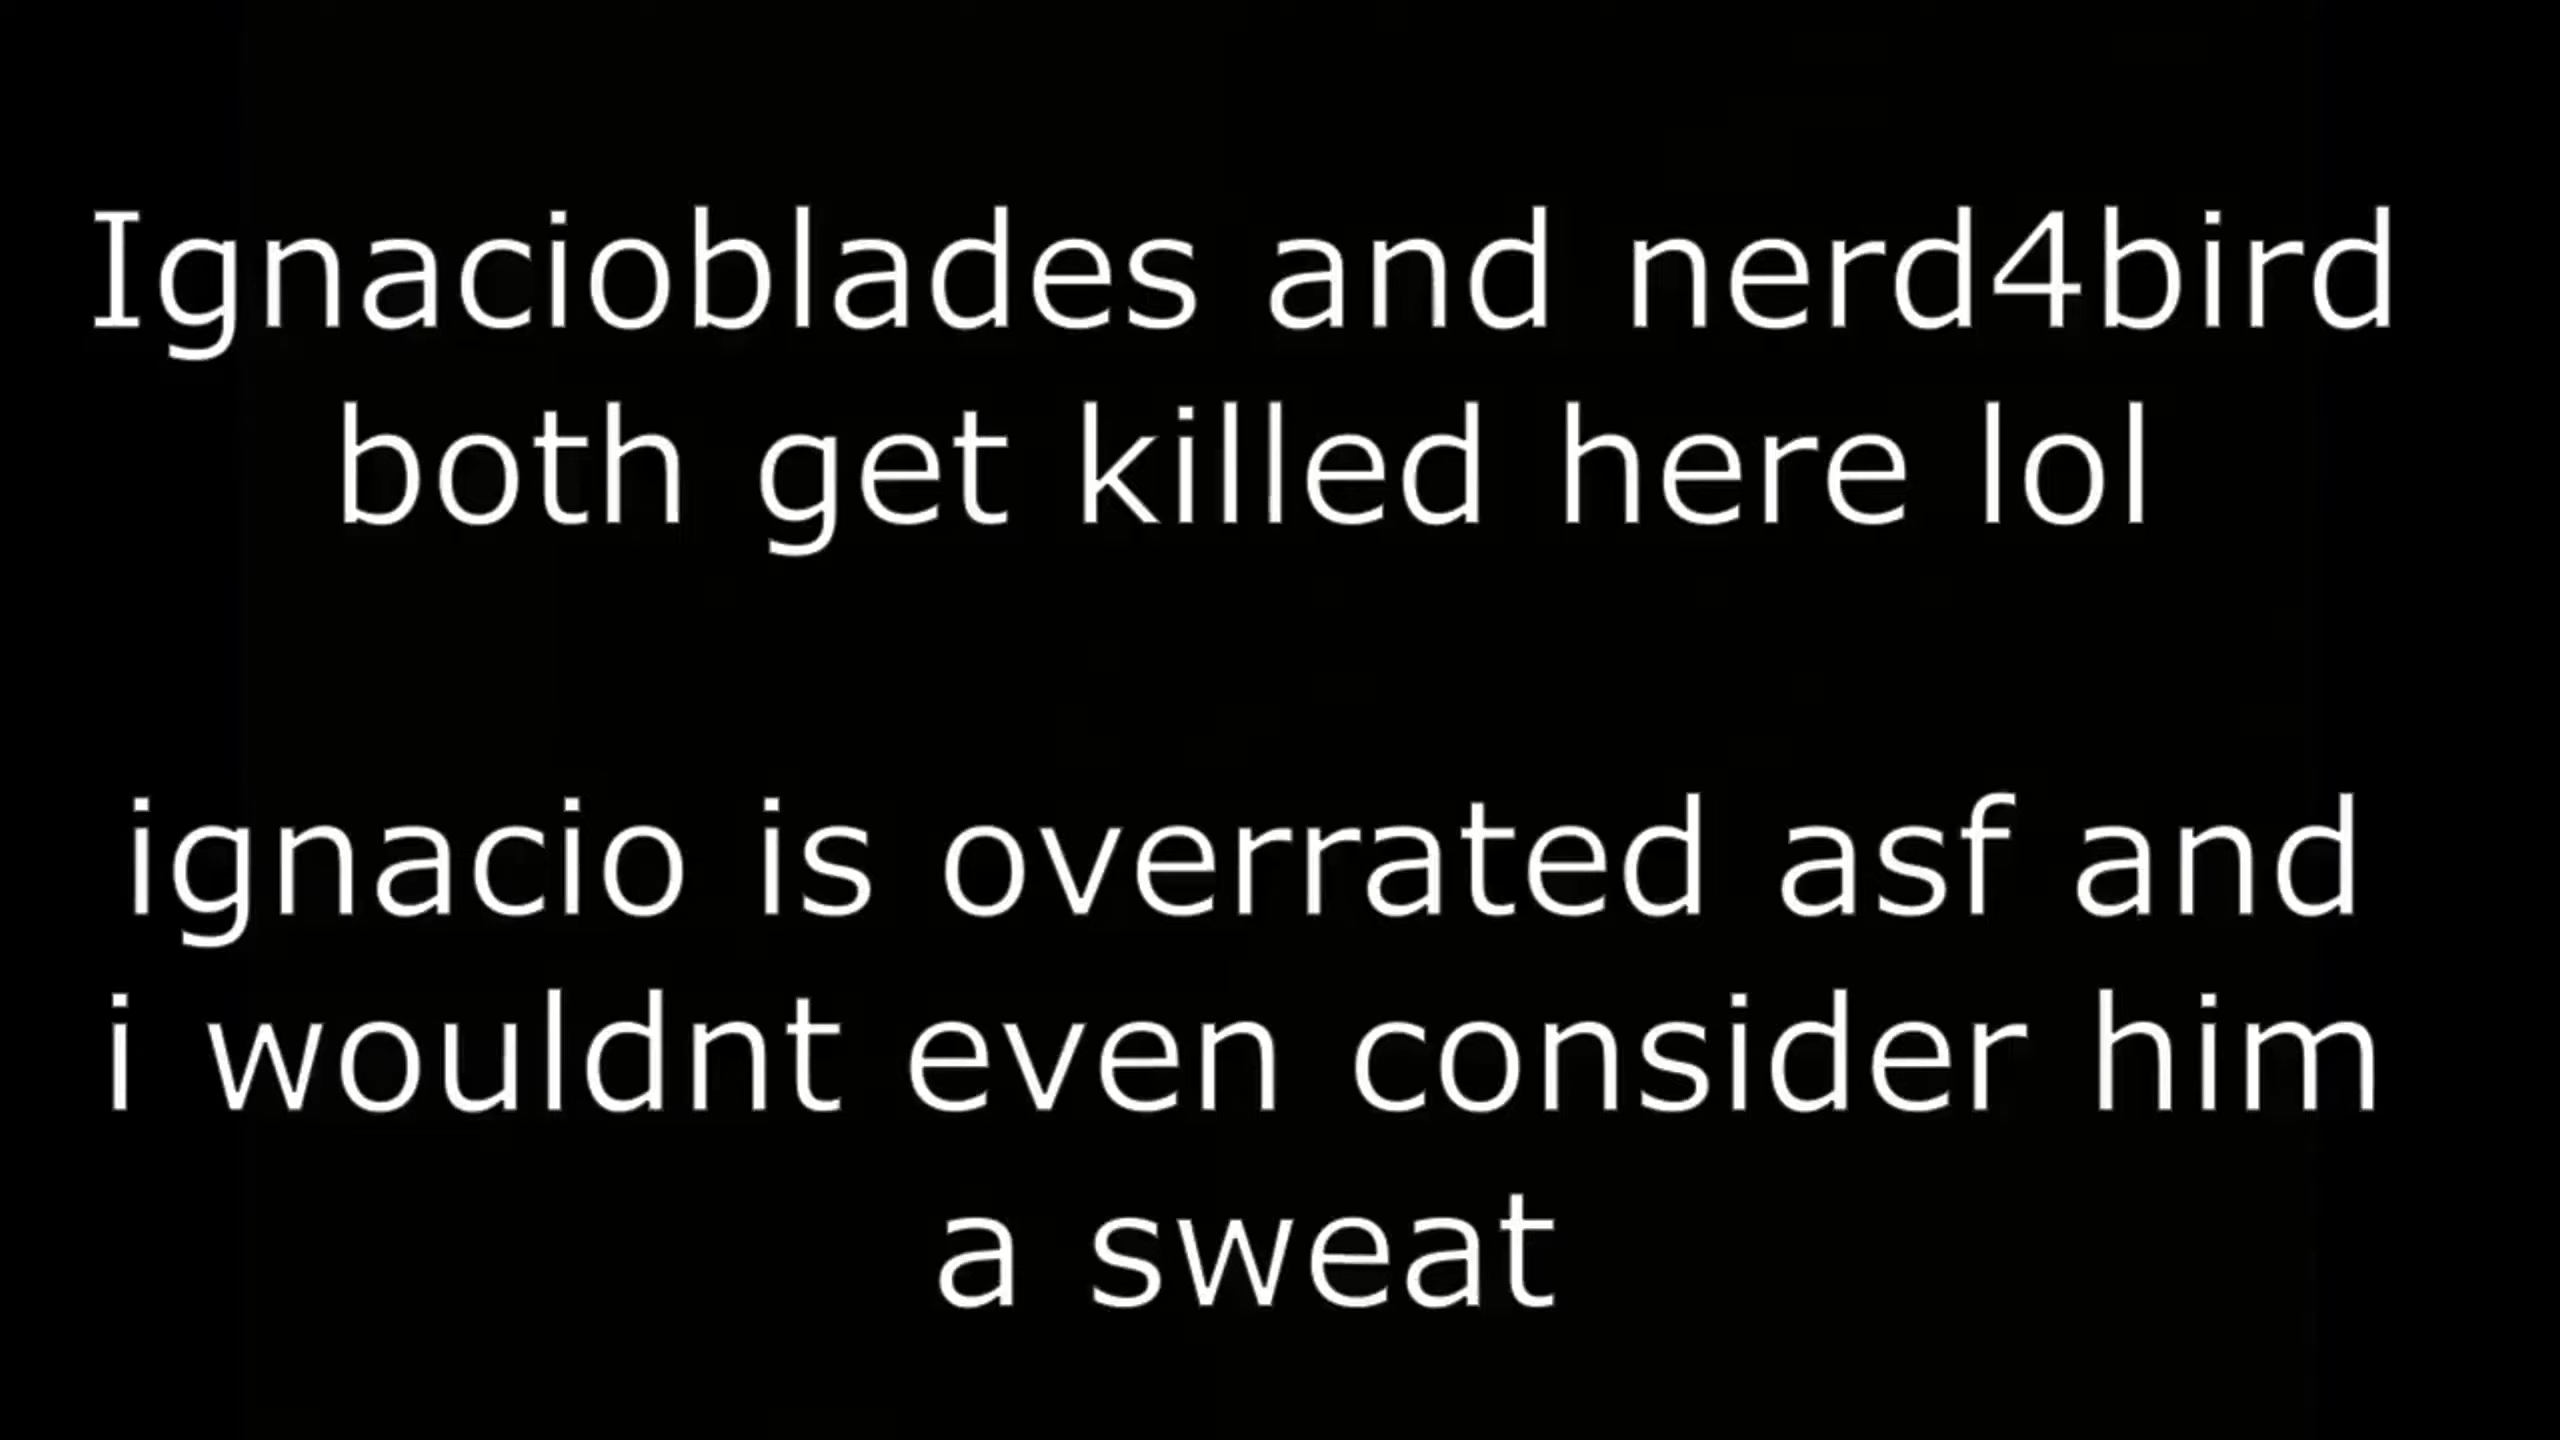 Ignacioblades and nerd4bird
both get killed here lol
ignacio is overrated asf and
i wouldnt even consider him
a sweat